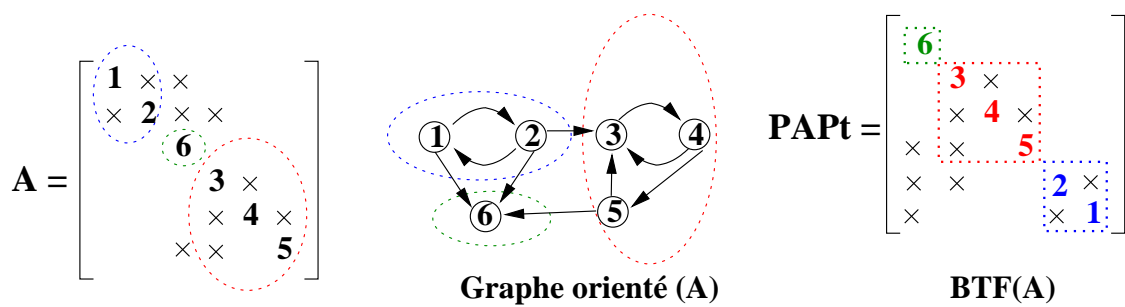 A =
1 × ×
× 2 × ×
6
3 ×
× 4 ×
× × 5
1 2 3 4
6 5
Graphe orienté (A)
PAPt =
6
3 ×
× 4 ×
× × 5
× × 2 ×
× × 1
BTF(A)